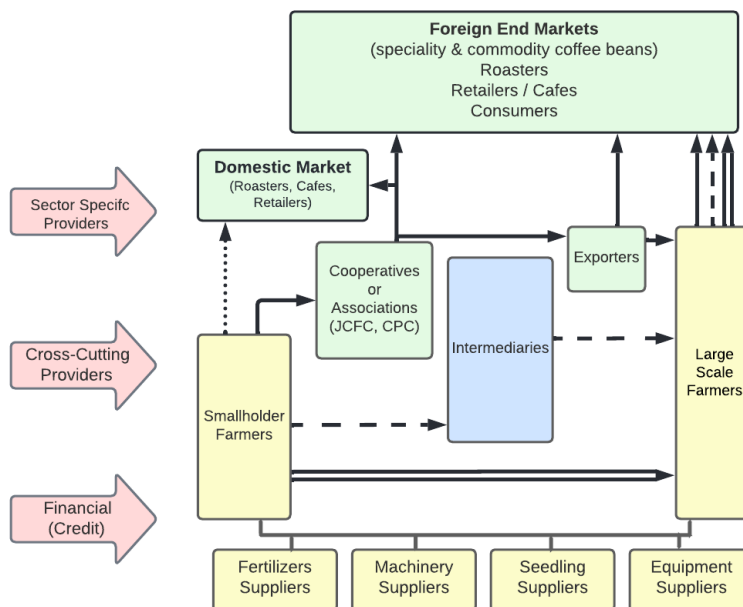 Foreign End Markets
(speciality & commodity coffee beans)
Roasters
Retailers / Cafes
Consumers
Domestic Market
(Roasters, Cafes,
Retailers)
Sector Specifc
Providers
Exporters
Cooperatives
or
Associations
(JCFC, CPC)
Intermediaries
Cross-Cutting
Providers
Large
Scale
Farmers
Smallholder
Farmers
Financial
(Credit)
Fertilizers
Suppliers
Machinery
Suppliers
Seedling
Suppliers
Equipment
Suppliers